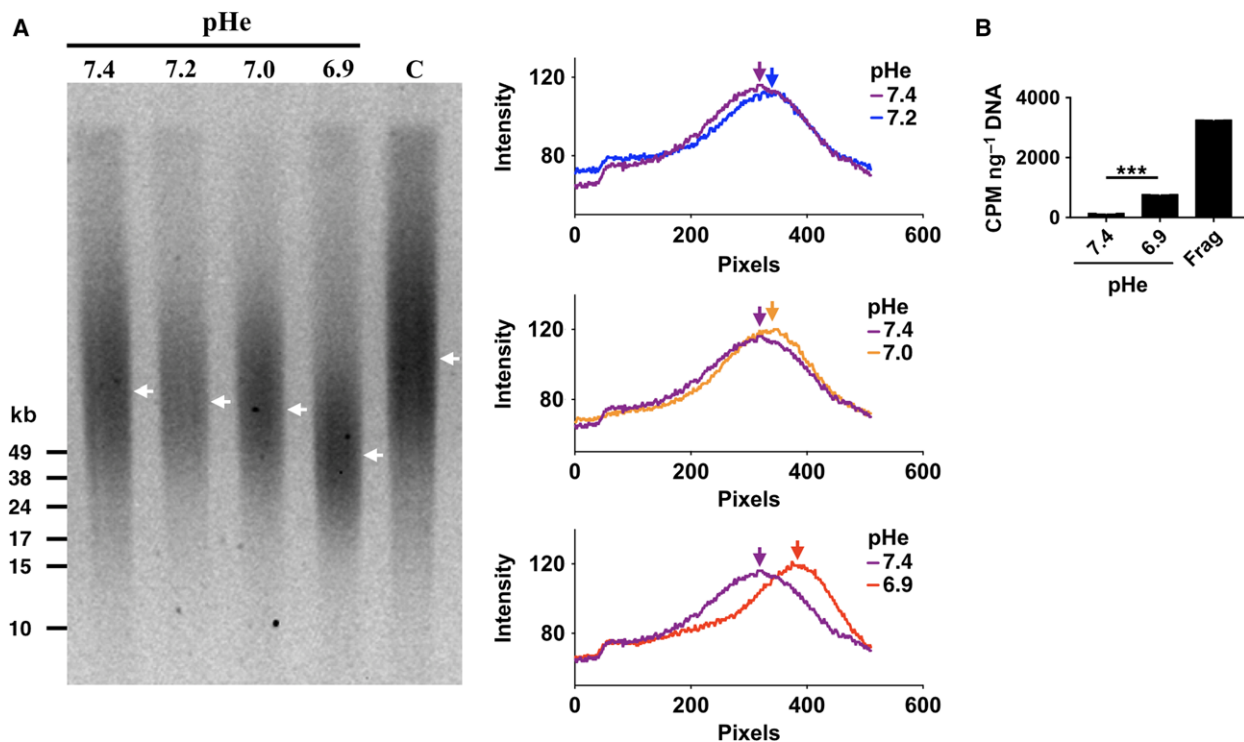 A
pHe
7.4 7.2 7.0 6.9 C
kb
49
38
24
17
15
10
120
80
Intensity
0 200 400 600
Pixels
pHe
7.4
7.2
120
80
Intensity
0 200 400 600
Pixels
pHe
7.4
7.0
120
80
Intensity
0 200 400 600
Pixels
pHe
7.4
6.9
B
CPM ng⁻¹ DNA
4000
2000
0
***
7.4 6.9 Frag
pHe